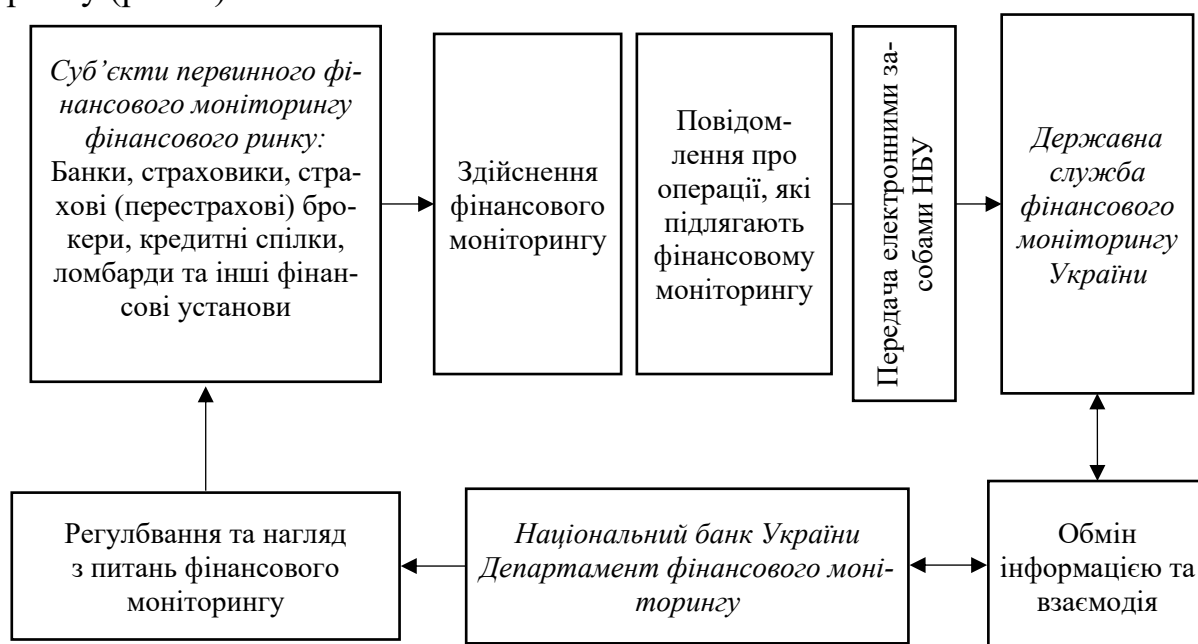 Суб’єкти первинного фі-
нансового моніторингу
фінансового ринку:
Банки, страховики, стра-
хові (перестрахові) бро-
кери, кредитні спілки,
ломбарди та інші фінан-
сові установи
Здійснення
фінансового
моніторингу
Повідом-
лення про
операції, які
підлягають
фінансовому
моніторингу
Передача електронними за-
собами НБУ
Державна
служба
фінансового
моніторингу
України
Регулбвання та нагляд
з питань фінансового
моніторингу
Національний банк України
Департамент фінансового моні-
торингу
Обмін
інформацією та
взаємодія